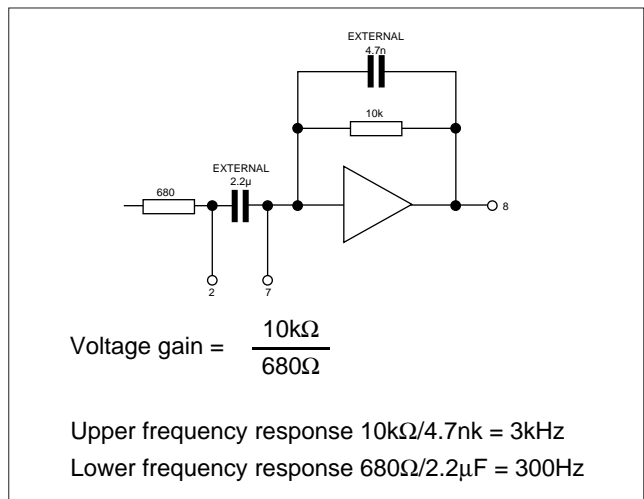 EXTERNAL
4.7n
10k
EXTERNAL
2.2μ
680
8
2
7
Voltage gain = 10kΩ
680Ω
Upper frequency response 10kΩ/4.7nk = 3kHz
Lower frequency response 680Ω/2.2μF = 300Hz